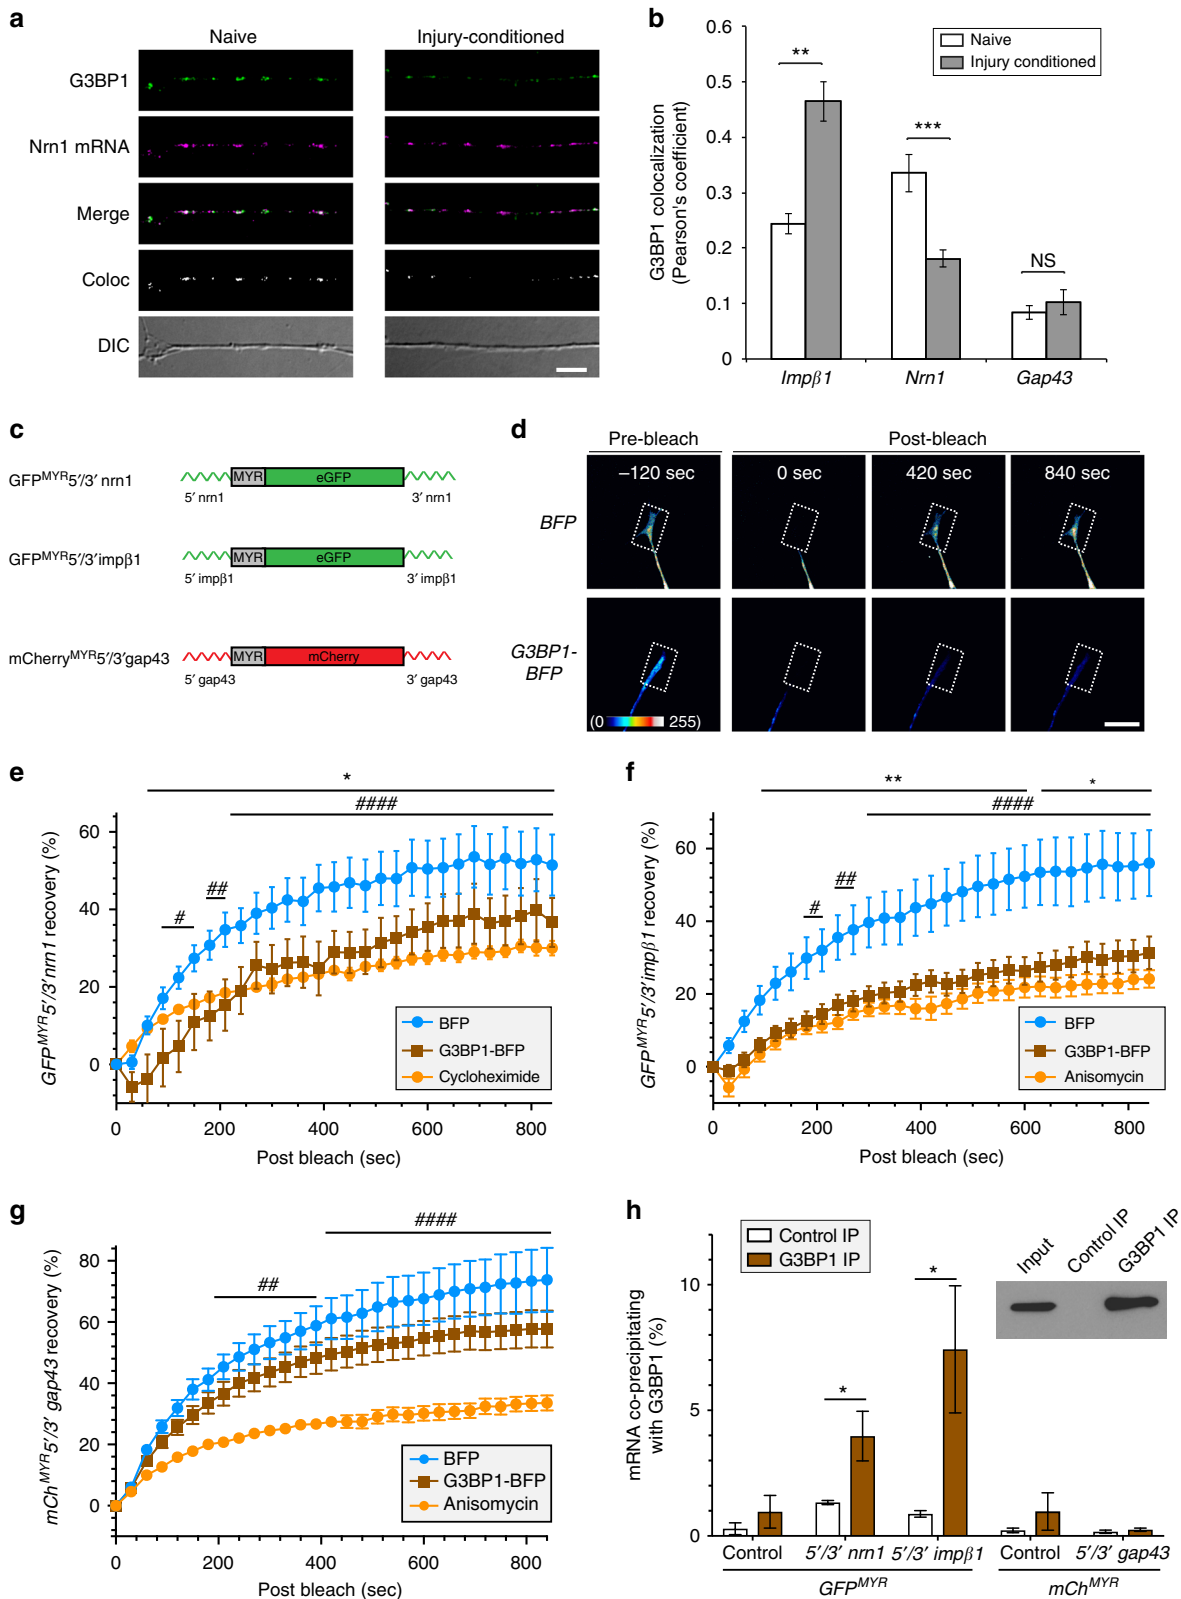 a
Naive
Injury-conditioned
G3BP1
Nrn1 mRNA
Merge
Coloc
DIC
b
G3BP1 colocalization
(Pearson's coefficient)
0.6
0.5
0.4
0.3
0.2
0.1
0
Naive
Injury conditioned
**
***
NS
Impβ1
Nrn1
Gap43
c
GFPMYR5′/3′ nrn1
MYR
eGFP
5′ nrn1
3′ nrn1
GFPMYR5′/3′impβ1
MYR
eGFP
5′ impβ1
3′ impβ1
mCherryMYR5′/3′gap43
MYR
mCherry
5′ gap43
3′ gap43
d
Pre-bleach
Post-bleach
–120 sec
0 sec
420 sec
840 sec
BFP
G3BP1-
BFP
(0
255)
e
GFPMYR5′/3′nrn1 recovery (%)
60
40
20
0
*
####
##
#
BFP
G3BP1-BFP
Cycloheximide
0
200
400
600
800
Post bleach (sec)
f
GFPMYR5′/3′impβ1 recovery (%)
60
40
20
0
**
*
####
##
#
BFP
G3BP1-BFP
Anisomycin
0
200
400
600
800
Post bleach (sec)
g
mChMYR5′/3′ gap43 recovery (%)
80
60
40
20
0
####
##
BFP
G3BP1-BFP
Anisomycin
0
200
400
600
800
Post bleach (sec)
h
mRNA co-precipitating
with G3BP1 (%)
10
5
0
Control IP
G3BP1 IP
*
*
Input
Control IP
G3BP1 IP
Control
5′/3′ nrn1
5′/3′ impβ1
Control
5′/3′ gap43
GFPMYR
mChMYR